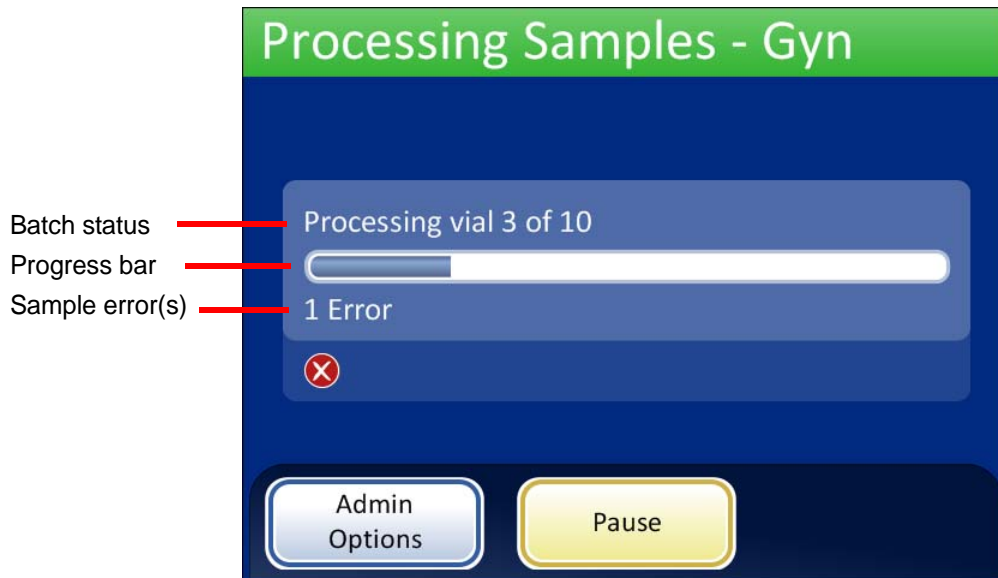 Processing Samples - Gyn
Batch status
Processing vial 3 of 10
Progress bar
Sample error(s)
1 Error
Admin
Options
Pause